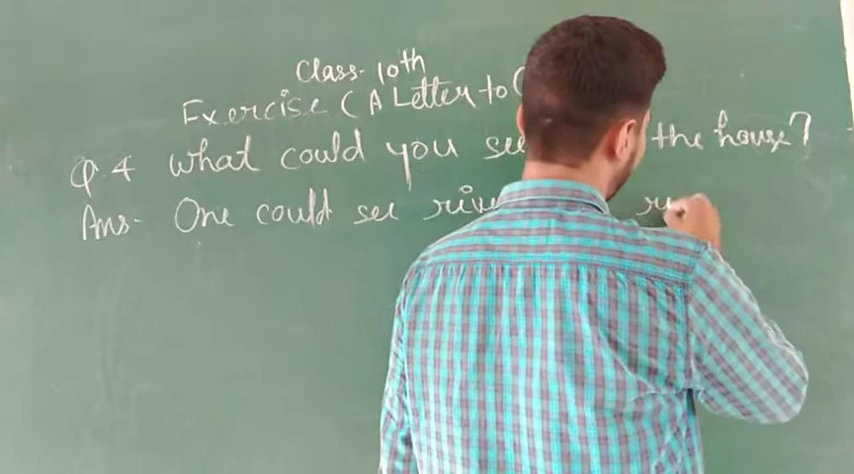 Class- 10th
Exercise (A Letter to
Q.4 What could you see the house?
Ans- One could see